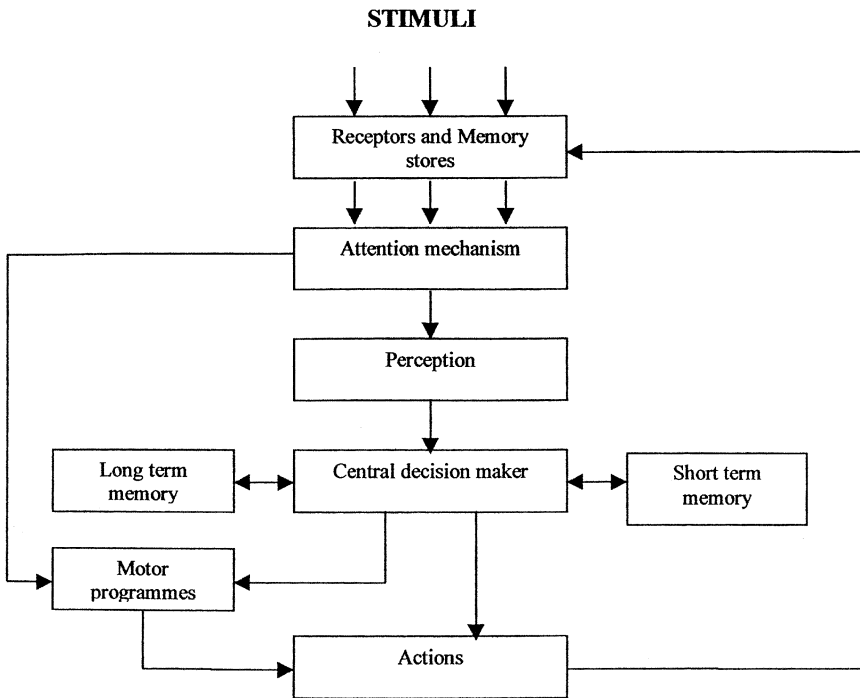 STIMULI
Receptors and Memory
stores
Attention mechanism
Perception
Long term
memory
Central decision maker
Short term
memory
Motor
programmes
Actions